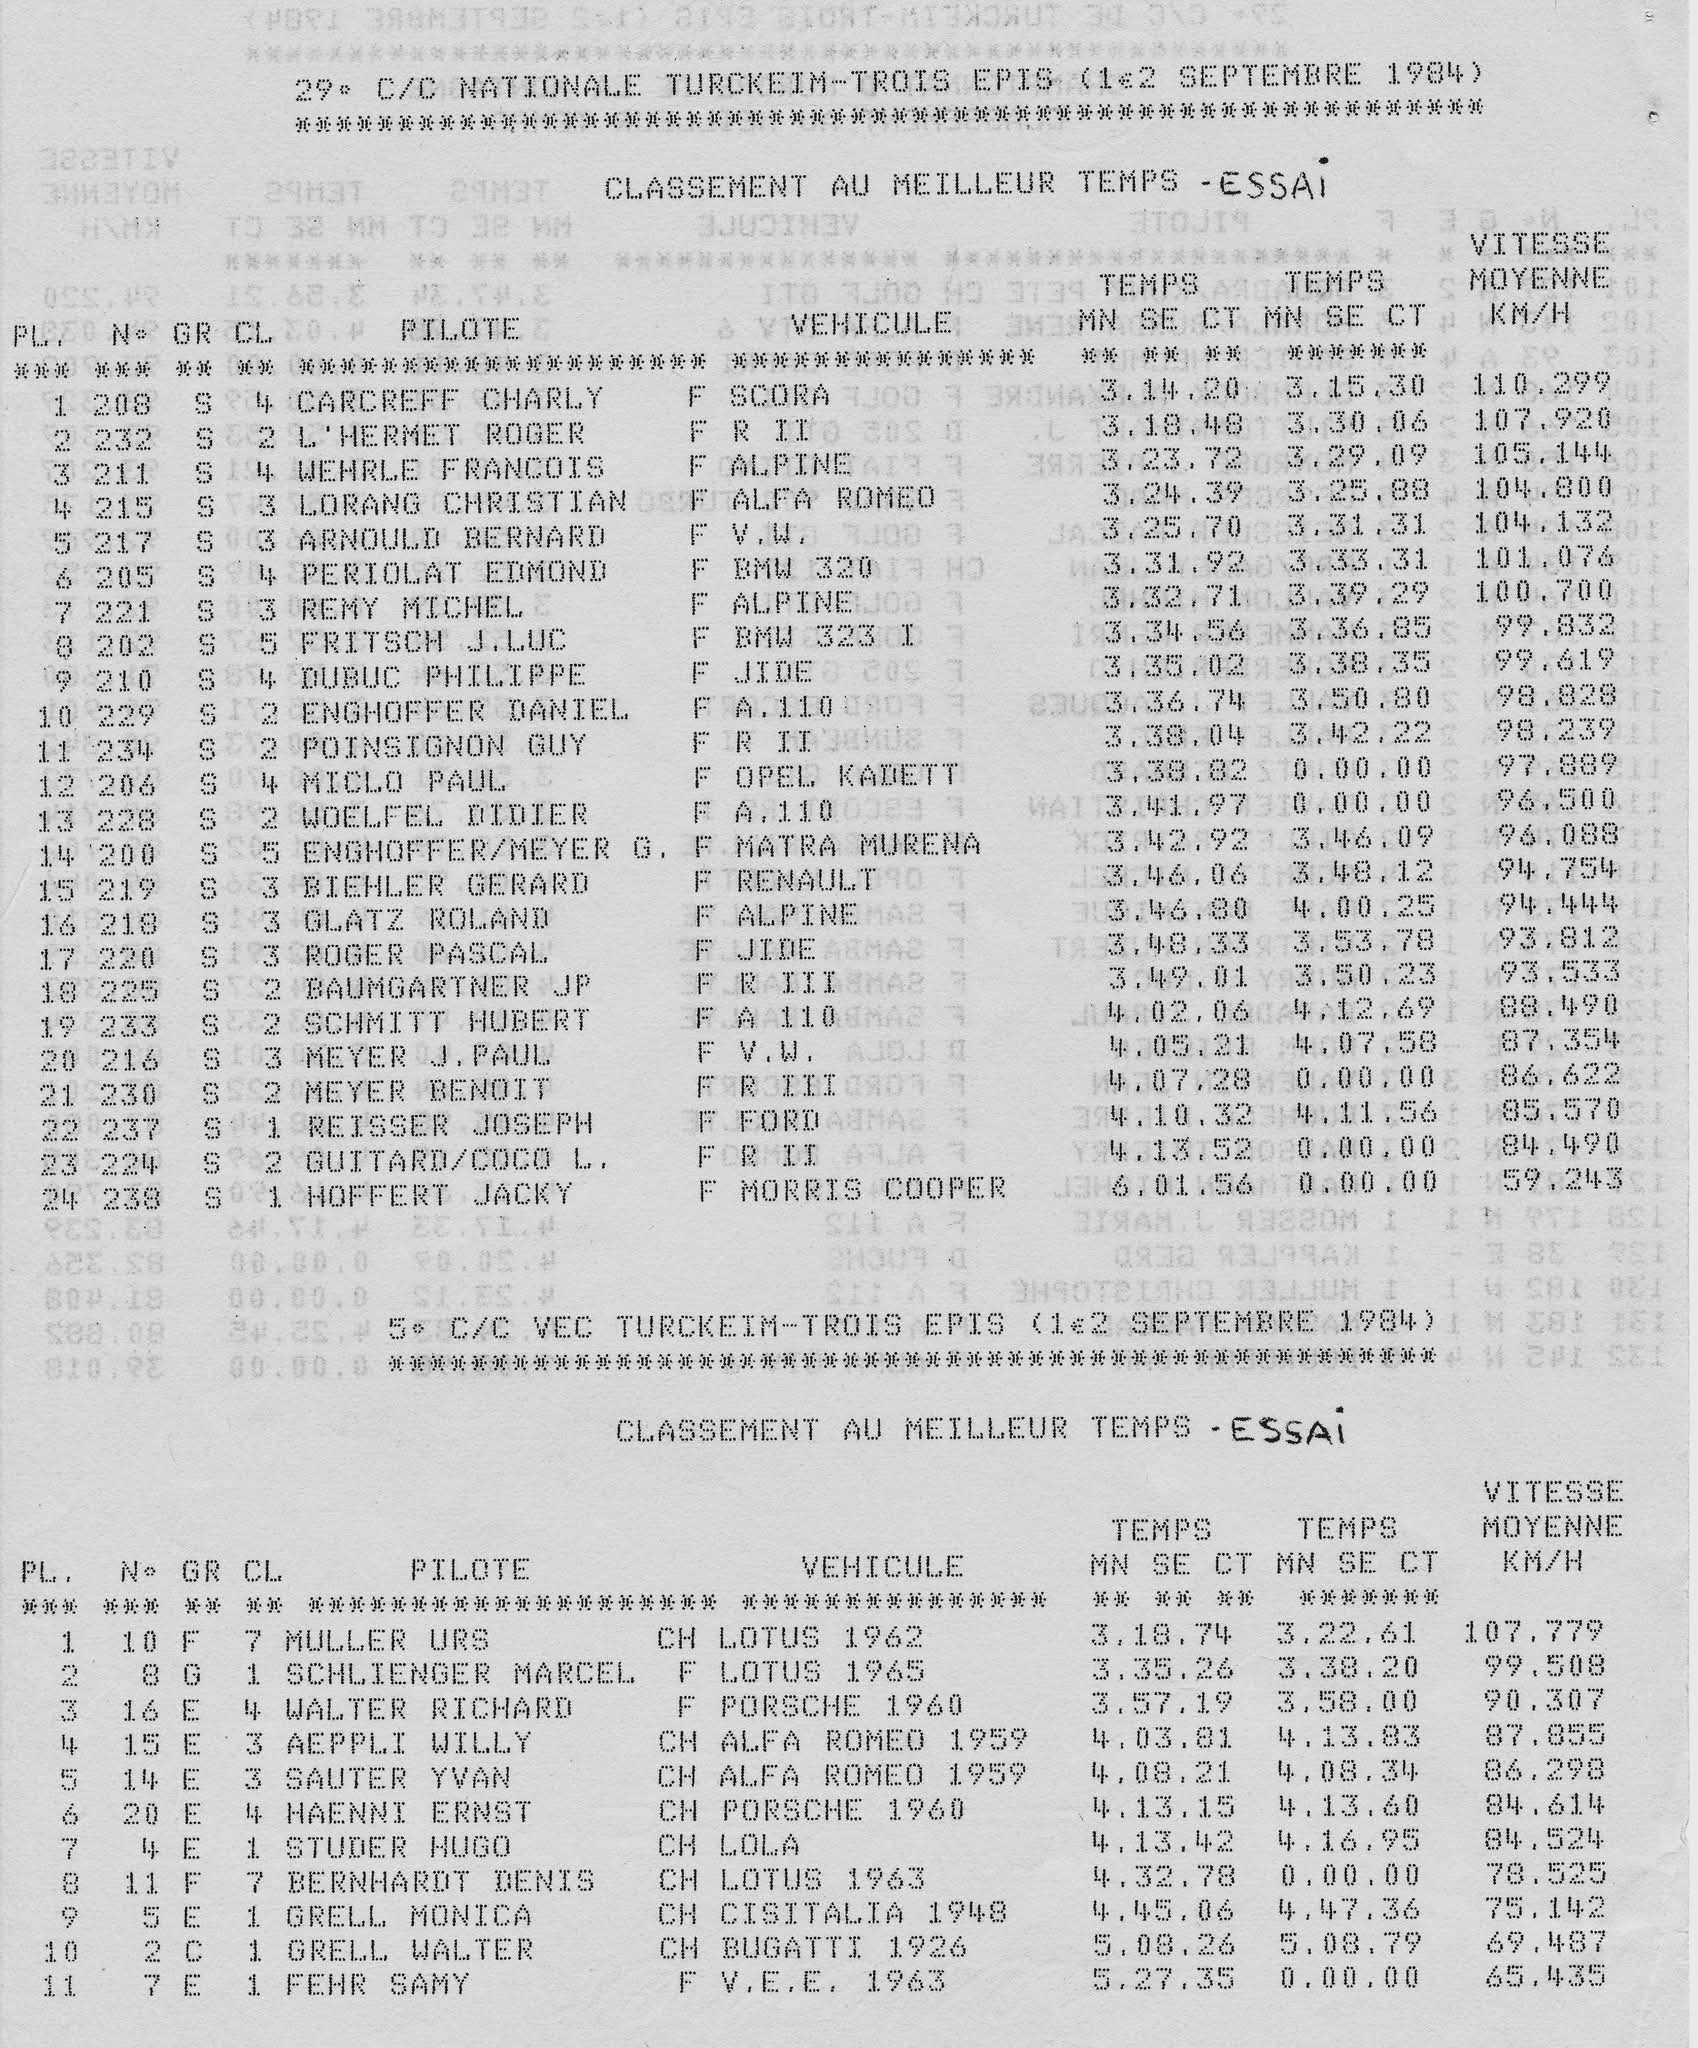 29° C/C NATIONALE TURCKEIM-TROIS EPIS (1€2 SEPTEMBRE 1984)
**********************************************************
CLASSEMENT AU MEILLEUR TEMPS - ESSAi
VITESSE
TEMPS TEMPS MOYENNE
PL. N° GR CL PILOTE VEHICULE MN SE CT MN SE CT KM/H
*** *** ** ** ******************** *************** ** ** ** *******
1 208 S 4 CARCREFF CHARLY F SCORA 3.14.20 3.15.30 110.299
2 232 S 2 L'HERMET ROGER F R II 3.18.48 3.30.06 107.920
3 211 S 4 WEHRLE FRANCOIS F ALPINE 3.23.72 3.29.09 105.144
4 215 S 3 LORANG CHRISTIAN F ALFA ROMEO 3.24.39 3.25.88 104.800
5 217 S 3 ARNOULD BERNARD F V.W. 3.25.70 3.31.31 104.132
6 205 S 4 PERIOLAT EDMOND F BMW 320 3.31.92 3.33.31 101.076
7 221 S 3 REMY MICHEL F ALPINE 3.32.71 3.39.29 100.700
8 202 S 5 FRITSCH J.LUC F BMW 323 I 3.34.56 3.36.85 99.832
9 210 S 4 DUBUC PHILIPPE F JIDE 3.35.02 3.38.35 99.619
10 229 S 2 ENGHOFFER DANIEL F A.110 3.36.74 3.50.80 98.828
11 234 S 2 POINSIGNON GUY F R II 3.38.04 3.42.22 98.239
12 206 S 4 MICLO PAUL F OPEL KADETT 3.38.82 0.00.00 97.889
13 228 S 2 WOELFEL DIDIER F A.110 3.41.97 0.00.00 96.500
14 200 S 5 ENGHOFFER/MEYER G. F MATRA MURENA 3.42.92 3.46.09 96.088
15 219 S 3 BIEHLER GERARD F RENAULT 3.46.06 3.48.12 94.754
16 218 S 3 GLATZ ROLAND F ALPINE 3.46.80 4.00.25 94.444
17 220 S 3 ROGER PASCAL F JIDE 3.48.33 3.53.78 93.812
18 225 S 2 BAUMGARTNER JP F R III 3.49.01 3.50.23 93.533
19 233 S 2 SCHMITT HUBERT F A 110 4.02.06 4.12.69 88.490
20 216 S 3 MEYER J.PAUL F V.W. 4.05.21 4.07.58 87.354
21 230 S 2 MEYER BENOIT F R III 4.07.28 0.00.00 86.622
22 237 S 1 REISSER JOSEPH F FORD 4.10.32 4.11.56 85.570
23 224 S 2 GUITARD/COCO L. F R II 4.13.52 0.00.00 84.490
24 238 S 1 HOFFERT JACKY F MORRIS COOPER 6.01.56 0.00.00 59.243
5° C/C VEC TURCKEIM-TROIS EPIS (1€2 SEPTEMBRE 1984)
***************************************************
CLASSEMENT AU MEILLEUR TEMPS - ESSAi
VITESSE
TEMPS TEMPS MOYENNE
PL. N° GR CL PILOTE VEHICULE MN SE CT MN SE CT KM/H
*** *** ** ** ******************** *************** ** ** ** *******
1 10 F 7 MULLER URS CH LOTUS 1962 3.18.74 3.22.61 107.779
2 8 G 1 SCHLIENGER MARCEL F LOTUS 1965 3.35.26 3.38.20 99.508
3 16 E 4 WALTER RICHARD F PORSCHE 1960 3.57.19 3.58.00 90.307
4 15 E 3 AEPPLI WILLY CH ALFA ROMEO 1959 4.03.81 4.13.83 87.855
5 14 E 3 SAUTER YVAN CH ALFA ROMEO 1959 4.08.21 4.08.34 86.298
6 20 E 4 HAENNI ERNST CH PORSCHE 1960 4.13.15 4.13.60 84.614
7 4 E 1 STUDER HUGO CH LOLA 4.13.42 4.16.95 84.524
8 11 F 7 BERNHARDT DENIS CH LOTUS 1963 4.32.78 0.00.00 78.525
9 5 E 1 GRELL MONICA CH CISITALIA 1948 4.45.06 4.47.36 75.142
10 2 C 1 GRELL WALTER CH BUGATTI 1926 5.08.26 5.08.79 69.487
11 7 E 1 FEHR SAMY F V.E.E. 1963 5.27.35 0.00.00 65.435